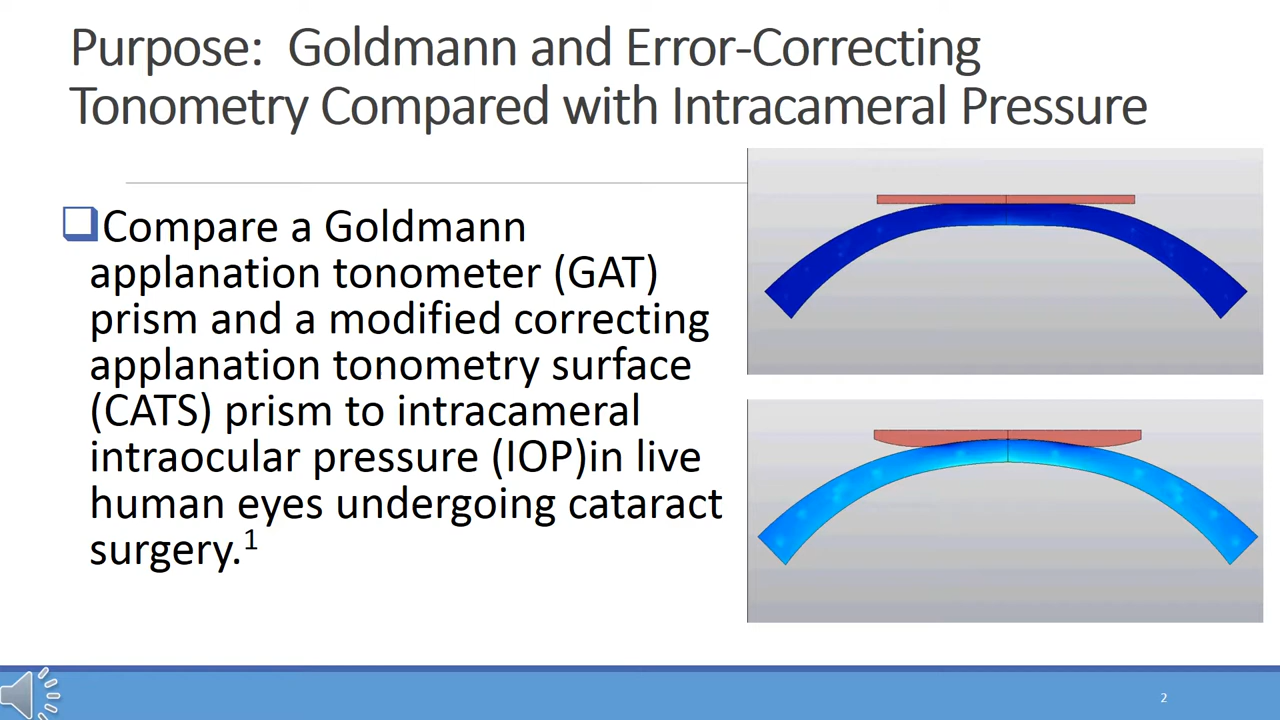 Purpose:  Goldmann and Error-Correcting
Tonometry Compared with Intracameral Pressure
Compare a Goldmann
applanation tonometer (GAT)
prism and a modified correcting
applanation tonometry surface
(CATS) prism to intracameral
intraocular pressure (IOP)in live
human eyes undergoing cataract
surgery.¹
2